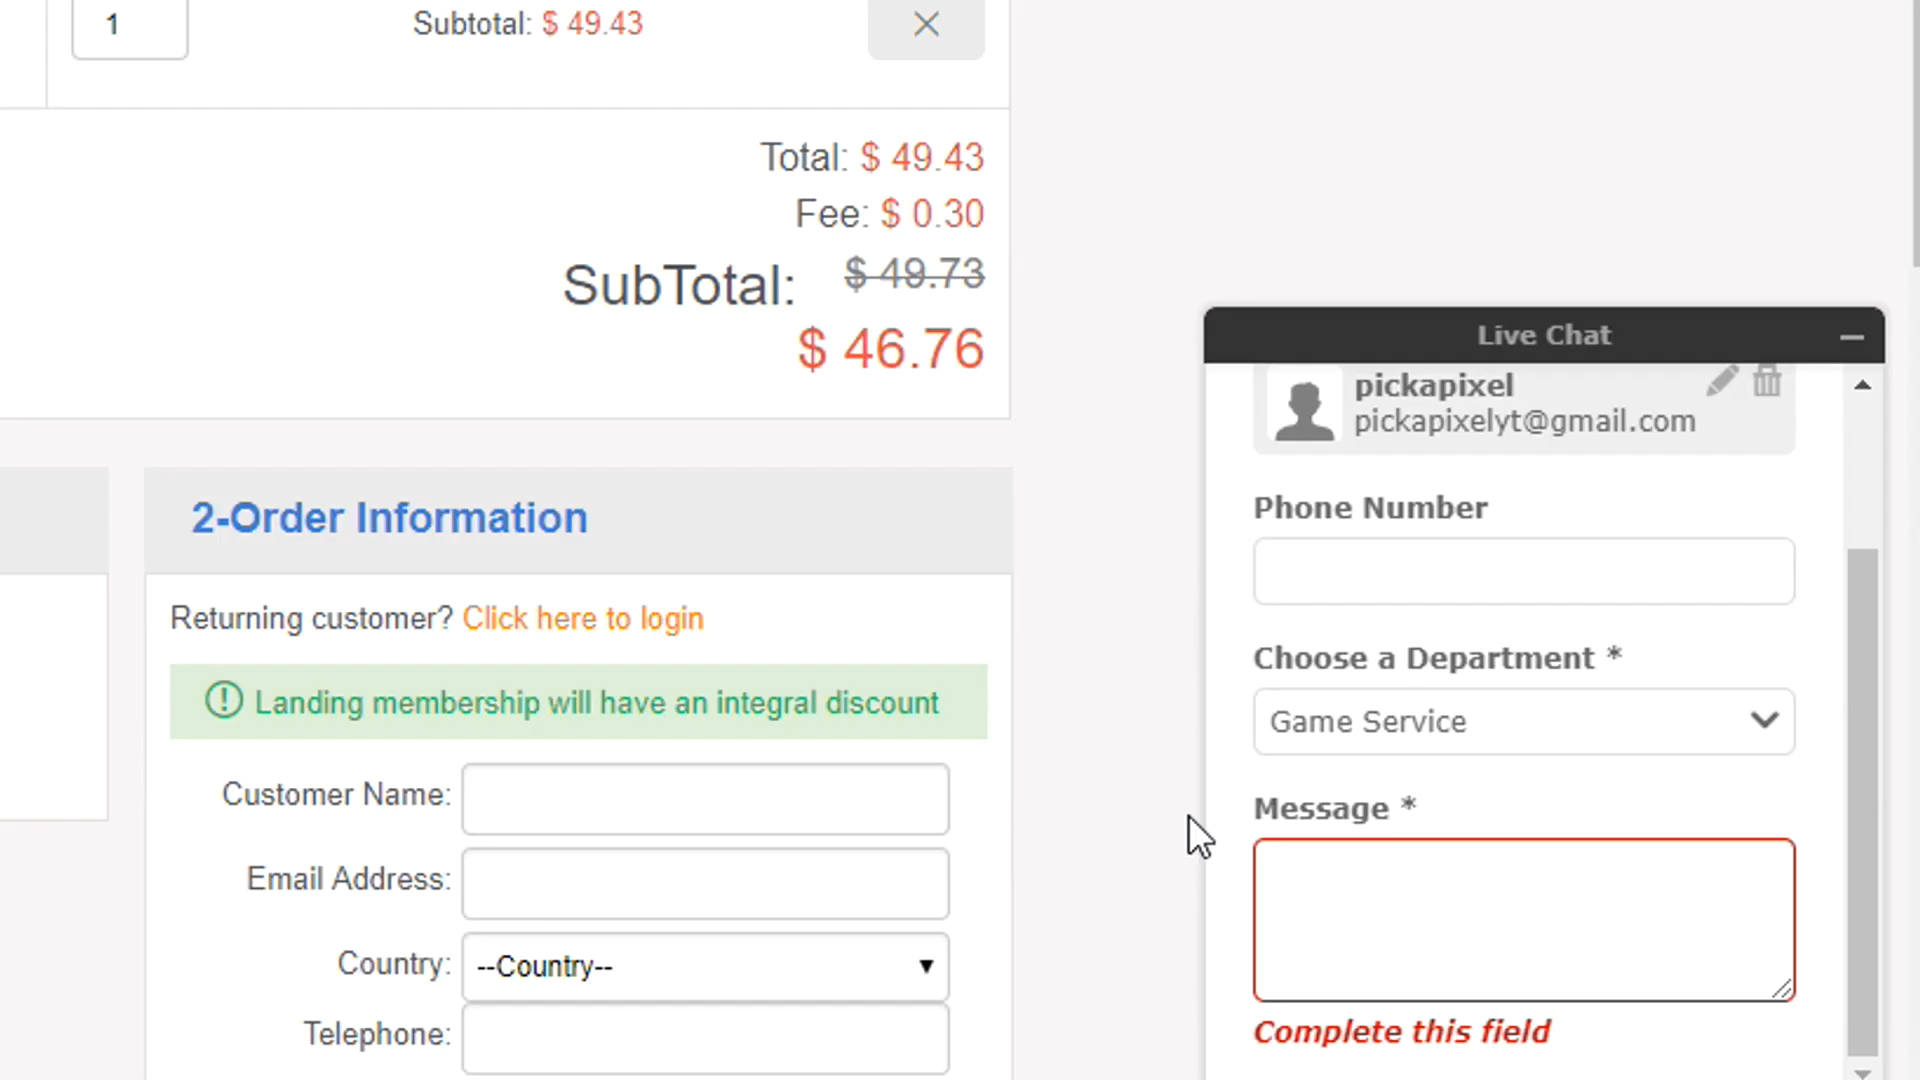 1
Subtotal: $ 49.43
Total: $ 49.43
Fee: $ 0.30
SubTotal: $ 49.73
$ 46.76
2-Order Information
Returning customer? Click here to login
Landing membership will have an integral discount
Customer Name:
Email Address:
Country: --Country--
Telephone:
Live Chat
pickapixel
pickapixelyt@gmail.com
Phone Number
Choose a Department *
Game Service
Message *
Complete this field